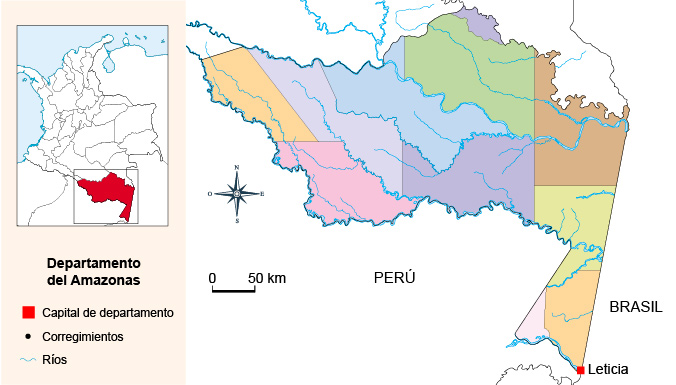 Departamento
del Amazonas
Capital de departamento
Corregimientos
Ríos
N
O
E
S
0
50 km
PERÚ
BRASIL
Leticia